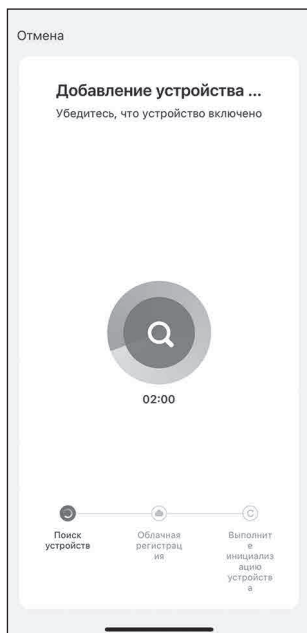 Отмена
Добавление устройства ...
Убедитесь, что устройство включено
02:00
Поиск
устройств
Облачная
регистрац
ия
Выполнит
е
инициализ
ацию
устройств
а